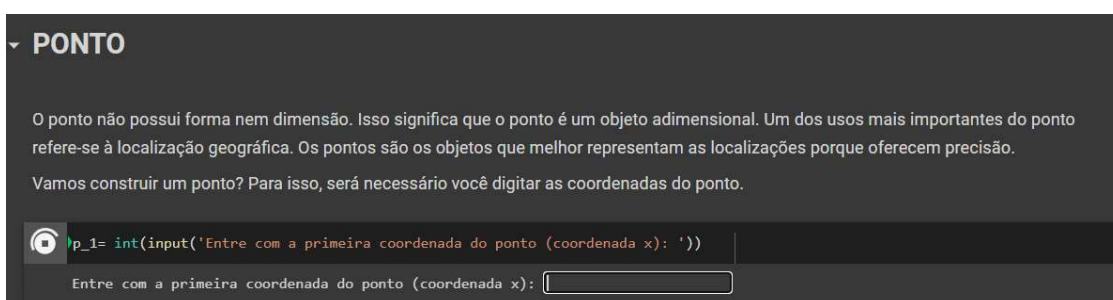 PONTO
O ponto não possui forma nem dimensão. Isso significa que o ponto é um objeto adimensional. Um dos usos mais importantes do ponto
refere-se à localização geográfica. Os pontos são os objetos que melhor representam as localizações porque oferecem precisão.
Vamos construir um ponto? Para isso, será necessário você digitar as coordenadas do ponto.
p_1= int(input('Entre com a primeira coordenada do ponto (coordenada x): '))
Entre com a primeira coordenada do ponto (coordenada x):